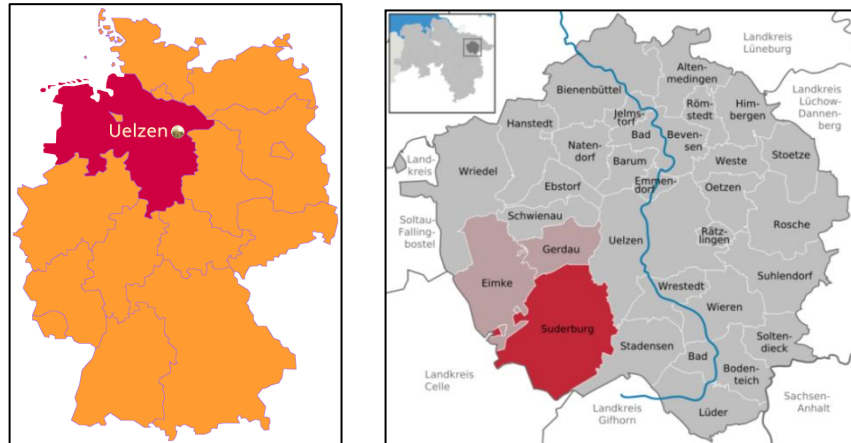 Uelzen
Landkreis
Lüneburg
Landkreis
Lüchow-
Dannen-
berg
Land-
kreis
Soltau-
Falling-
bostel
Landkreis
Celle
Landkreis
Gifhorn
Sachsen-
Anhalt
Alten-
medingen
Bienenbüttel
Röm-
stedt
Him-
bergen
Jelms-
torf
Hanstedt
Bad
Beven-
sen
Naten-
dorf
Barum
Weste
Stoetze
Wriedel
Emmen-
dorf
Ebstorf
Oetzen
Schwienau
Rosche
Uelzen
Rätz-
lingen
Gerdau
Suhlendorf
Eimke
Wrestedt
Wieren
Suderburg
Stadensen
Solten-
dieck
Bad
Boden-
teich
Lüder